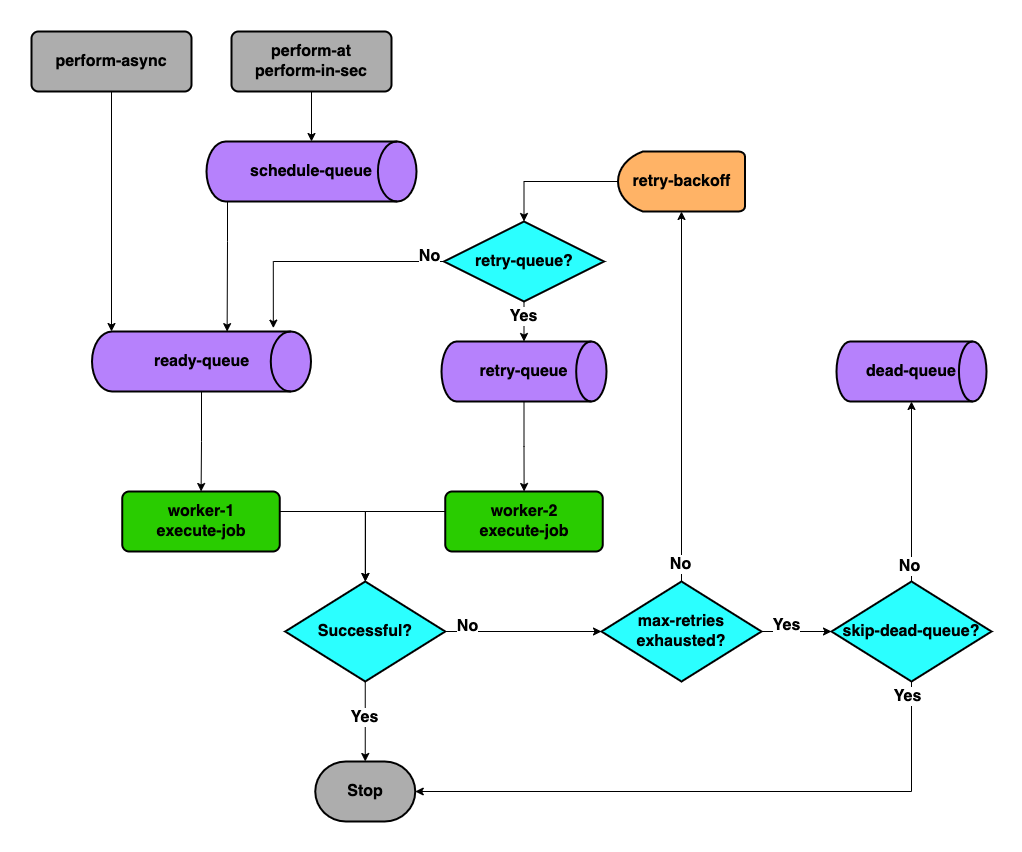 perform-async
perform-at
perform-in-sec
schedule-queue
retry-backoff
No
retry-queue?
Yes
ready-queue
retry-queue
dead-queue
worker-1
execute-job
worker-2
execute-job
No
No
Successful?
No
max-retries
exhausted?
Yes
skip-dead-queue?
Yes
Yes
Stop